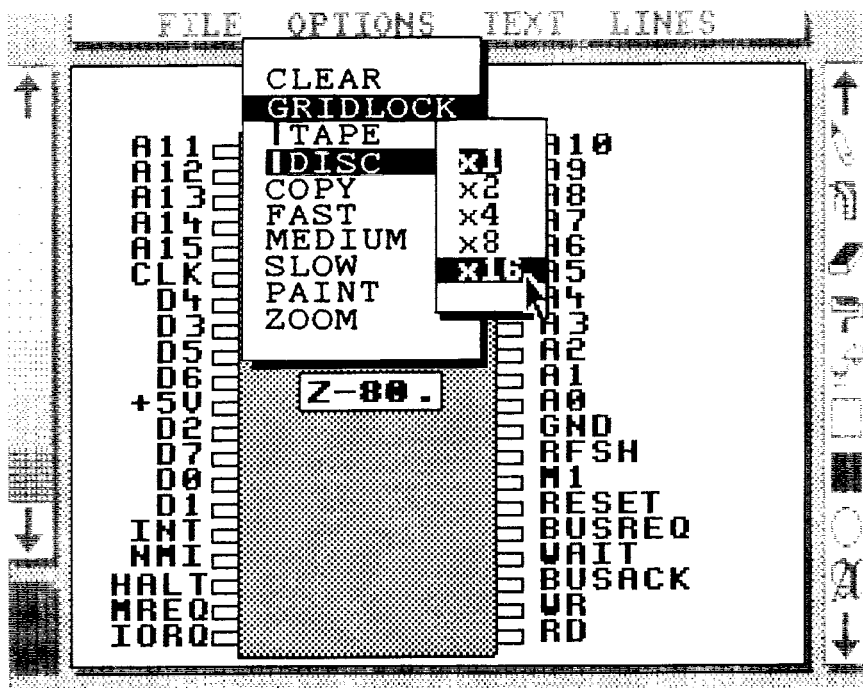 FILE OPTIONS TEXT LINES
CLEAR
GRIDLOCK
|TAPE
|DISC
COPY
FAST
MEDIUM
SLOW
PAINT
ZOOM
x1
x2
x4
x8
x16
A11
A12
A13
A14
A15
CLK
D4
D3
D5
D6
+5V
D2
D7
D0
D1
INT
NMI
HALT
MREQ
IORQ
Z-80.
A10
A9
A8
A7
A6
A5
A4
A3
A2
A1
A0
GND
RFSH
M1
RESET
BUSREQ
WAIT
BUSACK
WR
RD
A